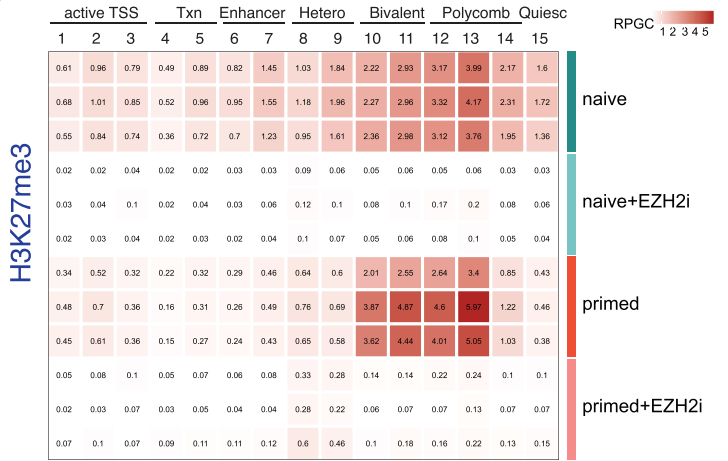 active TSS Txn Enhancer Hetero Bivalent Polycomb Quiesc
RPGC 1 2 3 4 5
1 2 3 4 5 6 7 8 9 10 11 12 13 14 15
0.61 0.96 0.79 0.49 0.89 0.82 1.45 1.03 1.84 2.22 2.93 3.17 3.99 2.17 1.6
0.68 1.01 0.85 0.52 0.96 0.95 1.55 1.18 1.96 2.27 2.96 3.32 4.17 2.31 1.72
0.55 0.84 0.74 0.36 0.72 0.7 1.23 0.95 1.61 2.36 2.98 3.12 3.76 1.95 1.36
naive
0.02 0.02 0.04 0.02 0.02 0.03 0.03 0.09 0.06 0.05 0.06 0.05 0.06 0.03 0.03
0.03 0.04 0.1 0.02 0.04 0.03 0.06 0.12 0.1 0.08 0.1 0.17 0.2 0.08 0.06
0.02 0.03 0.04 0.02 0.03 0.02 0.04 0.1 0.07 0.05 0.06 0.08 0.1 0.05 0.04
naive+EZH2i
0.34 0.52 0.32 0.22 0.32 0.29 0.46 0.64 0.6 2.01 2.55 2.64 3.4 0.85 0.43
0.48 0.7 0.36 0.16 0.31 0.26 0.49 0.76 0.69 3.87 4.87 4.6 5.97 1.22 0.46
0.45 0.61 0.36 0.15 0.27 0.24 0.43 0.65 0.58 3.62 4.44 4.01 5.05 1.03 0.38
primed
0.05 0.08 0.1 0.05 0.07 0.06 0.08 0.33 0.28 0.14 0.14 0.22 0.24 0.1 0.1
0.02 0.03 0.07 0.03 0.05 0.04 0.04 0.28 0.22 0.06 0.07 0.07 0.13 0.07 0.07
0.07 0.1 0.07 0.09 0.11 0.11 0.12 0.6 0.46 0.1 0.18 0.16 0.22 0.13 0.15
primed+EZH2i
H3K27me3